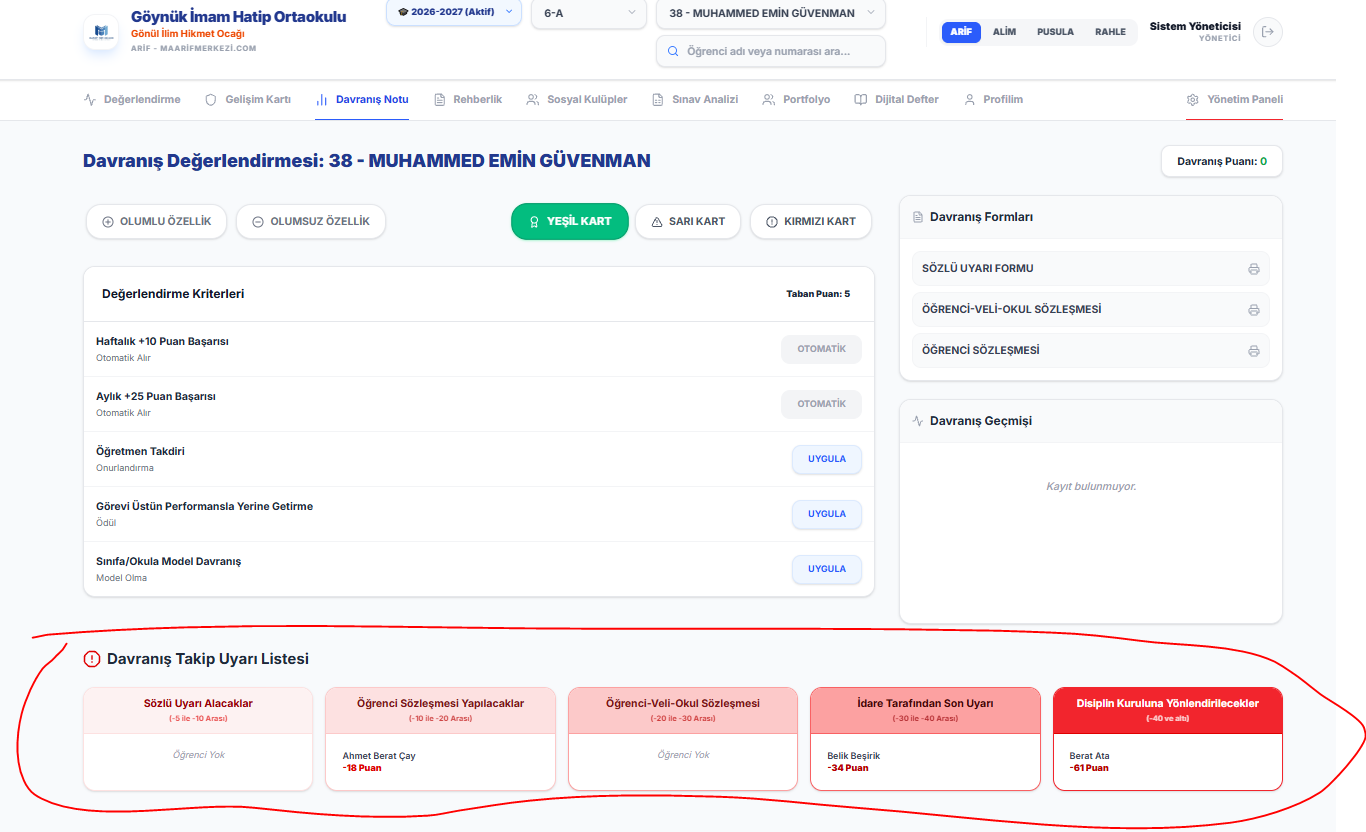 Göynük İmam Hatip Ortaokulu
Gönül İlim Hikmet Ocağı
ARİF - MAARİFMERKEZİ.COM
🎓 2026-2027 (Aktif)
6-A
38 - MUHAMMED EMİN GÜVENMAN
Öğrenci adı veya numarası ara...
ARİF
ALİM
PUSULA
RAHLE
Sistem Yöneticisi
YÖNETİCİ
Değerlendirme
Gelişim Kartı
Davranış Notu
Rehberlik
Sosyal Kulüpler
Sınav Analizi
Portfolyo
Dijital Defter
Profilim
Yönetim Paneli
Davranış Değerlendirmesi: 38 - MUHAMMED EMİN GÜVENMAN
Davranış Puanı: 0
OLUMLU ÖZELLİK
OLUMSUZ ÖZELLİK
YEŞİL KART
SARI KART
KIRMIZI KART
Değerlendirme Kriterleri
Taban Puan: 5
Haftalık +10 Puan Başarısı
Otomatik Alır
OTOMATİK
Aylık +25 Puan Başarısı
Otomatik Alır
OTOMATİK
Öğretmen Takdiri
Onurlandırma
UYGULA
Görevi Üstün Performansla Yerine Getirme
Ödül
UYGULA
Sınıfa/Okula Model Davranış
Model Olma
UYGULA
Davranış Formları
SÖZLÜ UYARI FORMU
ÖĞRENCİ-VELİ-OKUL SÖZLEŞMESİ
ÖĞRENCİ SÖZLEŞMESİ
Davranış Geçmişi
Kayıt bulunmuyor.
Davranış Takip Uyarı Listesi
Sözlü Uyarı Alacaklar
(-5 ile -10 Arası)
Öğrenci Yok
Öğrenci Sözleşmesi Yapılacaklar
(-10 ile -20 Arası)
Ahmet Berat Çay
-18 Puan
Öğrenci-Veli-Okul Sözleşmesi
(-20 ile -30 Arası)
Öğrenci Yok
İdare Tarafından Son Uyarı
(-30 ile -40 Arası)
Belik Beşirik
-34 Puan
Disiplin Kuruluna Yönlendirilecekler
(-40 ve altı)
Berat Ata
-61 Puan